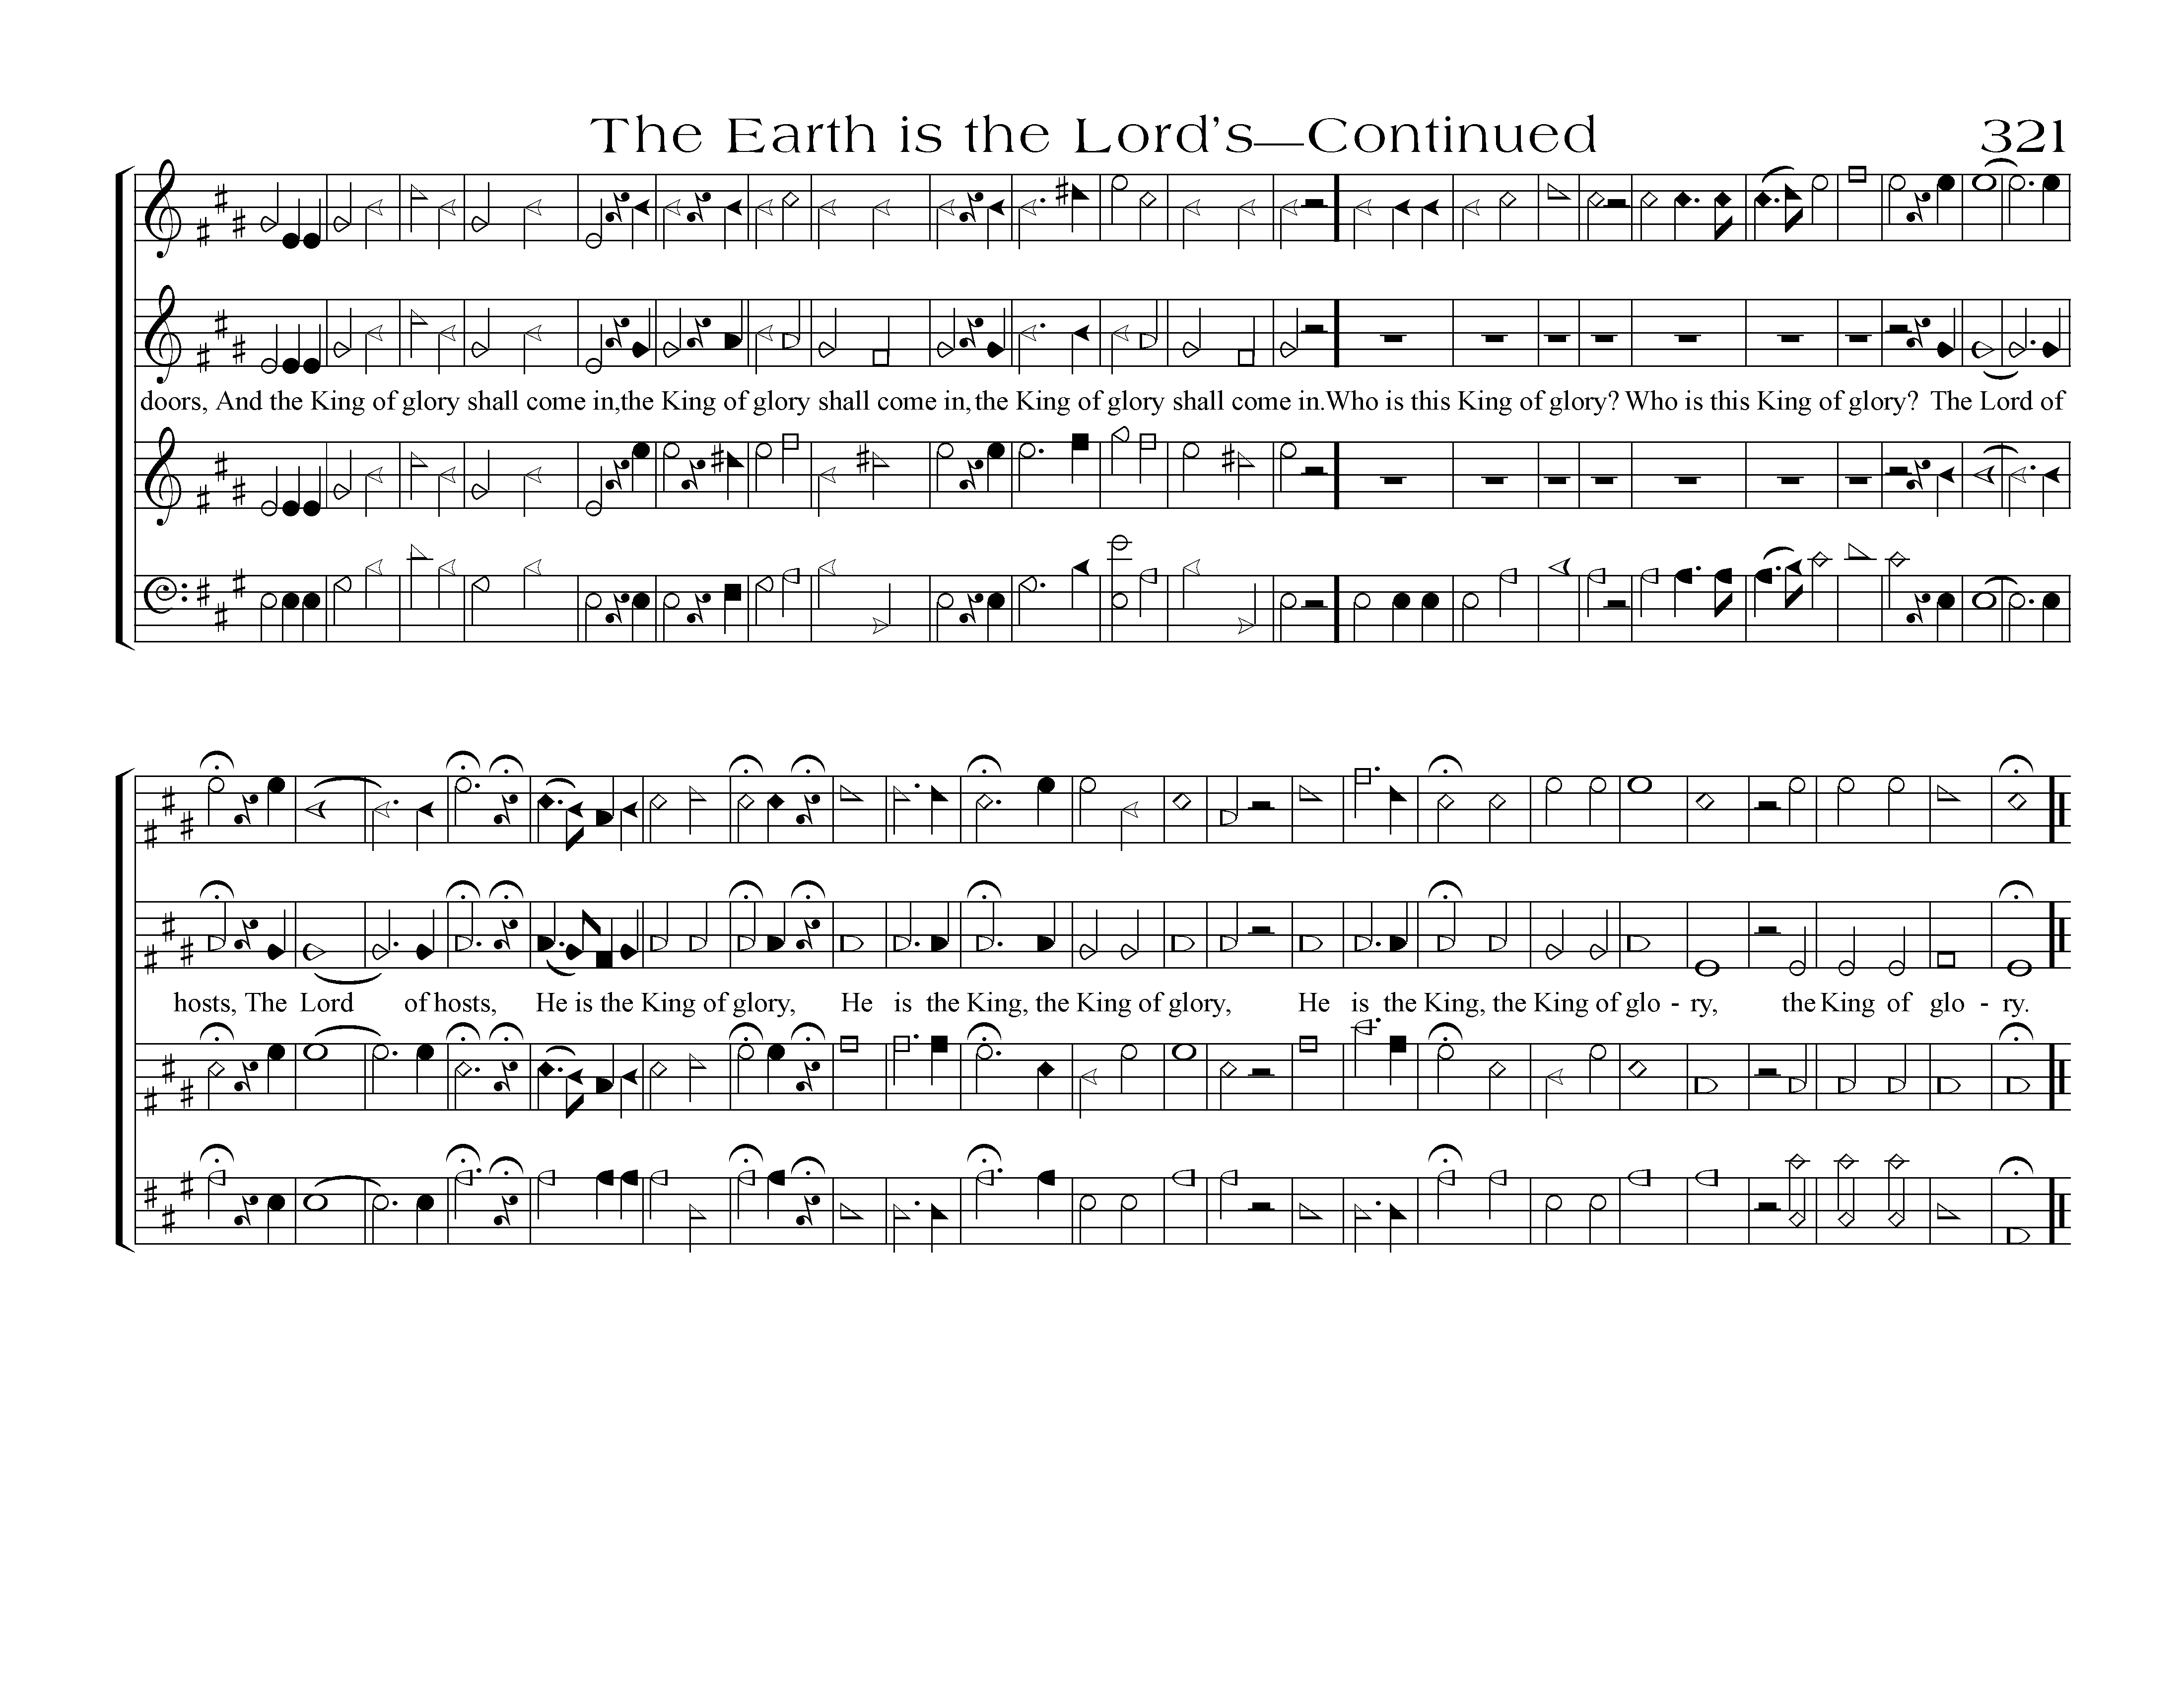 The Earth is the Lord's—Continued 321
doors, And the King of glory shall come in, the King of glory shall come in, the King of glory shall come in. Who is this King of glory? Who is this King of glory? The Lord of
hosts, The Lord of hosts, He is the King of glory, He is the King, the King of glory, He is the King, the King of glo - ry, the King of glo - ry.